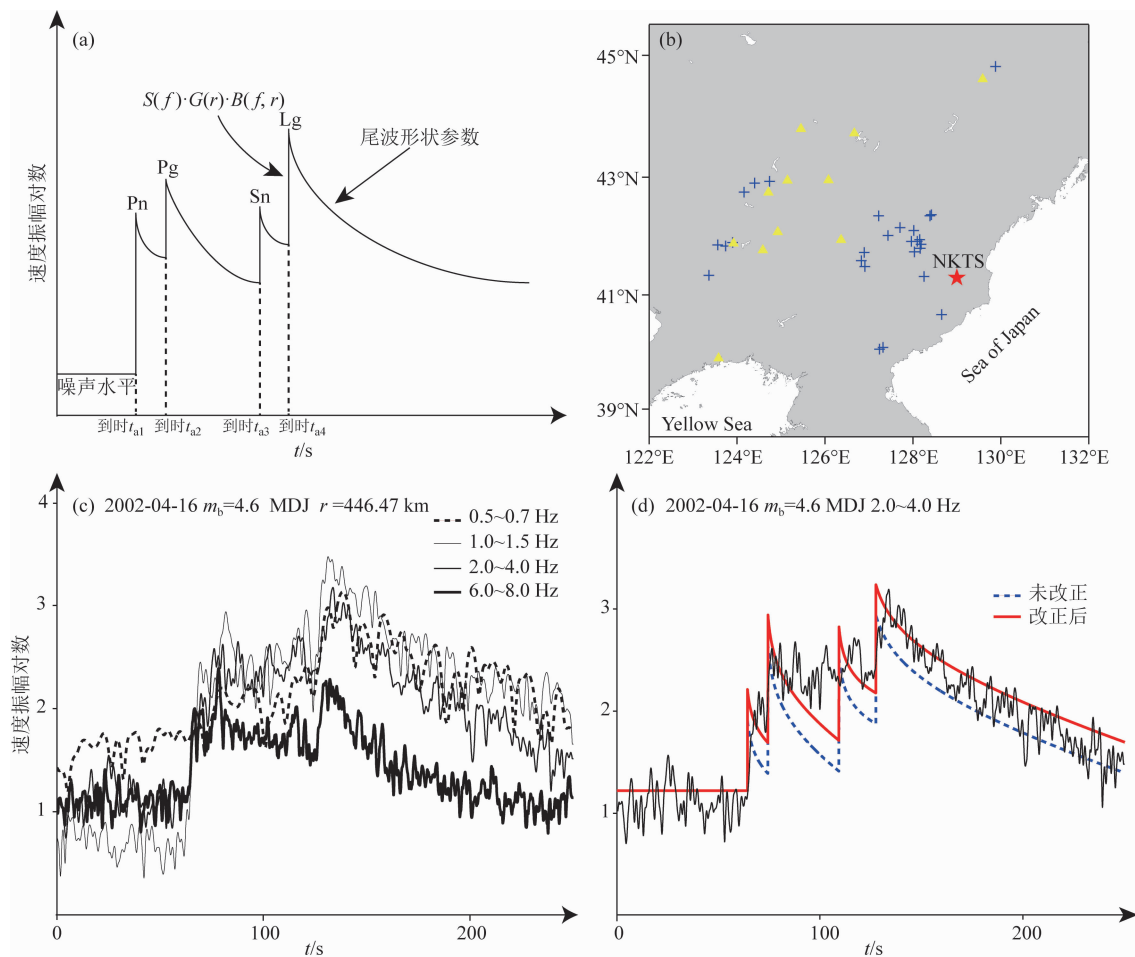 (a)
S(f)·G(r)·B(f, r)
Lg
尾波形状参数
Pg
Sn
Pn
速度振幅对数
噪声水平
到时ta1 到时ta2 到时ta3 到时ta4
t/s
(b)
45°N
43°N
41°N
39°N
NKTS
Sea of Japan
Yellow Sea
122°E 124°E 126°E 128°E 130°E 132°E
(c) 2002-04-16 mb=4.6 MDJ r=446.47 km
0.5~0.7 Hz
1.0~1.5 Hz
2.0~4.0 Hz
6.0~8.0 Hz
4
3
2
1
速度振幅对数
0 100 200
t/s
(d) 2002-04-16 mb=4.6 MDJ 2.0~4.0 Hz
未改正
改正后
3
2
1
0 100 200
t/s